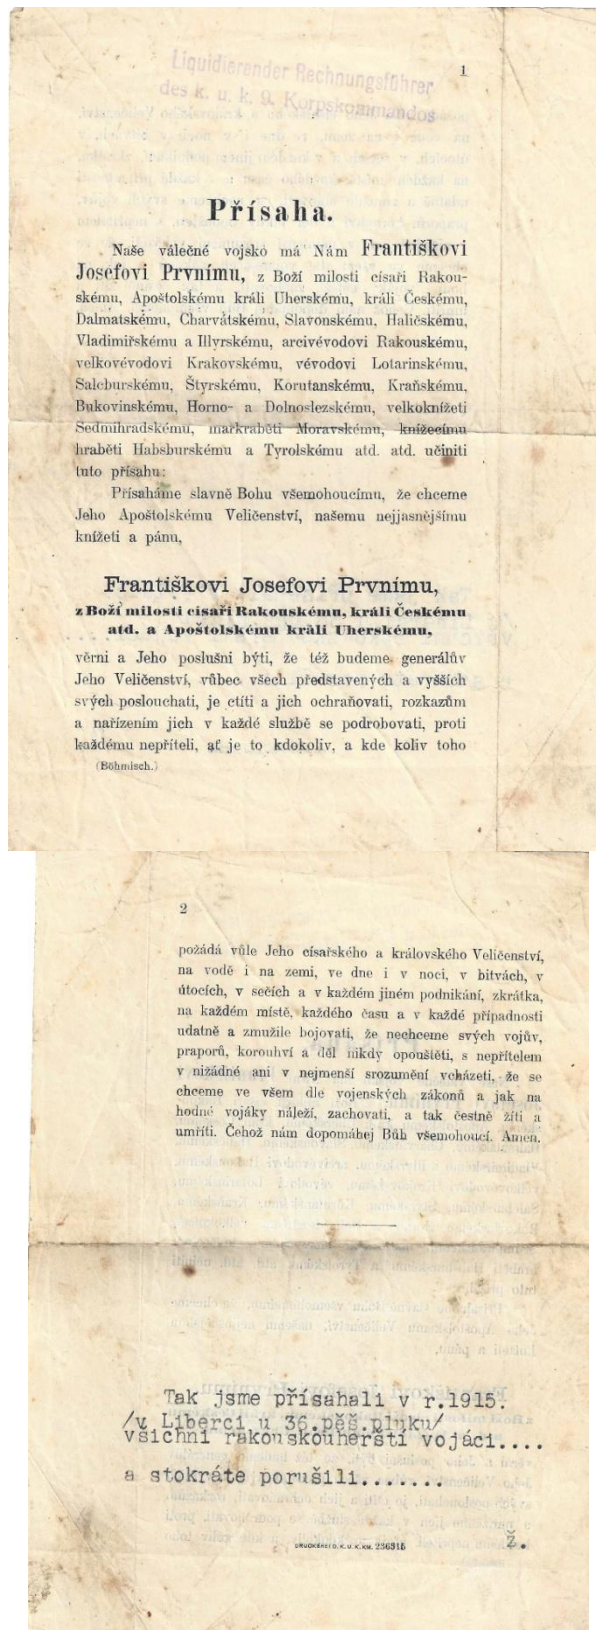 1
Liquidierender Rechnungsführer
des k. u. k. 9. Korpskommandos
Přísaha.
Naše válečné vojsko má Nám Františkovi
Josefovi Prvnímu, z Boží milosti císaři Rakou-
skému, Apoštolskému králi Uherskému, králi Českému,
Dalmatskému, Charvátskému, Slavonskému, Haličskému,
Vladimiřskému a Illyrskému, arcivévodovi Rakouskému,
velkovévodovi Krakovskému, vévodovi Lotarinskému,
Salcburskému, Štyrskému, Korutanskému, Kraňskému,
Bukovinskému, Horno- a Dolnoslezskému, velkoknížeti
Sedmihradskému, markraběti Moravskému, knížecímu
hraběti Habsburskému a Tyrolskému atd. atd. učiniti
tuto přísahu:
Přísaháme slavně Bohu všemohoucímu, že chceme
Jeho Apoštolskému Veličenství, našemu nejjasnějšímu
knížeti a pánu,
Františkovi Josefovi Prvnímu,
z Boží milosti císaři Rakouskému, králi Českému
atd. a Apoštolskému králi Uherskému,
věrni a Jeho poslušni býti, že též budeme generálův
Jeho Veličenství, vůbec všech představených a vyšších
svých poslouchati, je ctíti a jich ochraňovati, rozkazům
a nařízením jich v každé službě se podrobovati, proti
každému nepříteli, ať je to kdokoliv, a kde koliv toho
(Böhmisch.)
2
požádá vůle Jeho císařského a královského Veličenství,
na vodě i na zemi, ve dne i v noci, v bitvách, v
útocích, v sečích a v každém jiném podnikání, zkrátka,
na každém místě, každého času a v každé případnosti
udatně a zmužile bojovati, že nechceme svých vojův,
praporů, korouhví a děl nikdy opouštěti, s nepřítelem
v nižádné ani v nejmenší srozumění vcházeti, že se
chceme ve všem dle vojenských zákonů a jak na
hodné vojáky náleží, zachovati, a tak čestně žíti a
umříti. Čehož nám dopomáhej Bůh všemohoucí. Amen.
Tak jsme přísahali v r.1915.
/v Liberci u 36.pěš.pluku/
všichni rakouskouherští vojáci....
a stokráte porušili.......
Ž.
DRUCKEREI D. K. U. K. KM. 236315